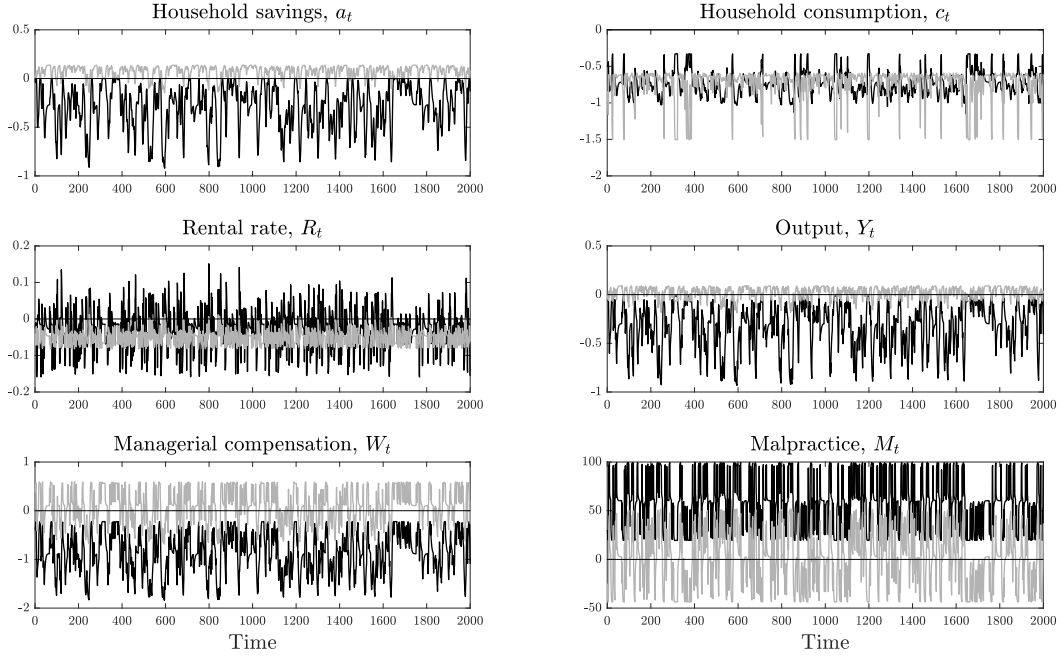 Household savings, a_t
0.5
0
-0.5
-1
0 200 400 600 800 1000 1200 1400 1600 1800 2000
Household consumption, c_t
0
-0.5
-1
-1.5
-2
0 200 400 600 800 1000 1200 1400 1600 1800 2000
Rental rate, R_t
0.2
0.1
0
-0.1
-0.2
0 200 400 600 800 1000 1200 1400 1600 1800 2000
Output, Y_t
0.5
0
-0.5
-1
0 200 400 600 800 1000 1200 1400 1600 1800 2000
Managerial compensation, W_t
1
0
-1
-2
0 200 400 600 800 1000 1200 1400 1600 1800 2000
Time
Malpractice, M_t
100
50
0
-50
0 200 400 600 800 1000 1200 1400 1600 1800 2000
Time